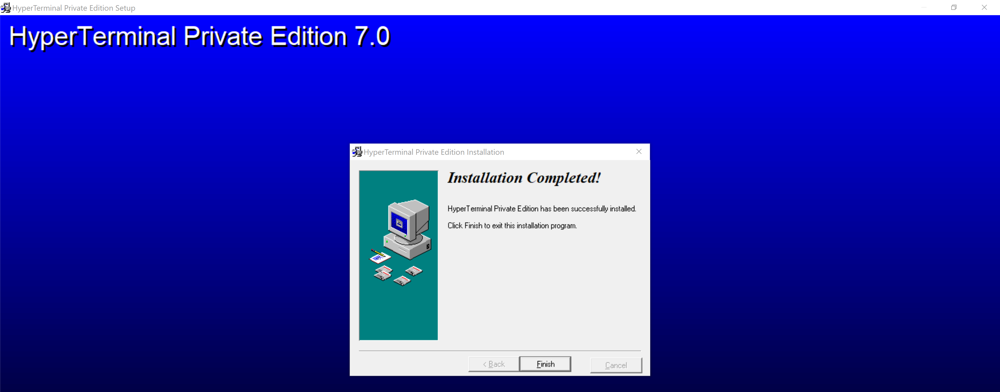 HyperTerminal Private Edition Setup
HyperTerminal Private Edition 7.0
HyperTerminal Private Edition Installation
Installation Completed!
HyperTerminal Private Edition has been successfully installed.
Click Finish to exit this installation program.
< Back Finish Cancel